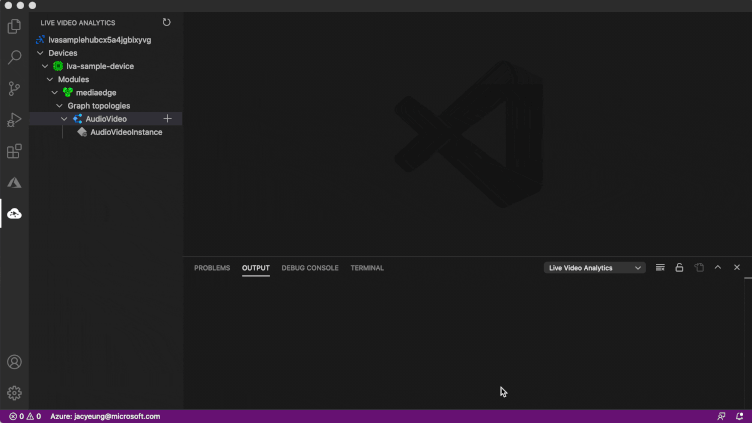 LIVE VIDEO ANALYTICS
lvasamplehubcx5a4jgblxyvg
Devices
lva-sample-device
Modules
mediaedge
Graph topologies
AudioVideo
AudioVideoInstance
PROBLEMS OUTPUT DEBUG CONSOLE TERMINAL Live Video Analytics
0 0 Azure: jacyeung@microsoft.com